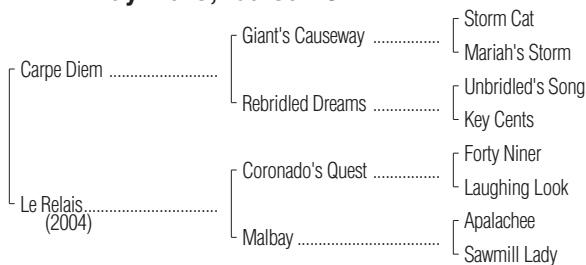 Storm Cat
Giant's Causeway ................
Mariah's Storm
Carpe Diem ..........................
Unbridled's Song
Rebridled Dreams ................
Key Cents
Forty Niner
Coronado's Quest ................
Laughing Look
Le Relais................................
(2004)
Apalachee
Malbay ..................................
Sawmill Lady